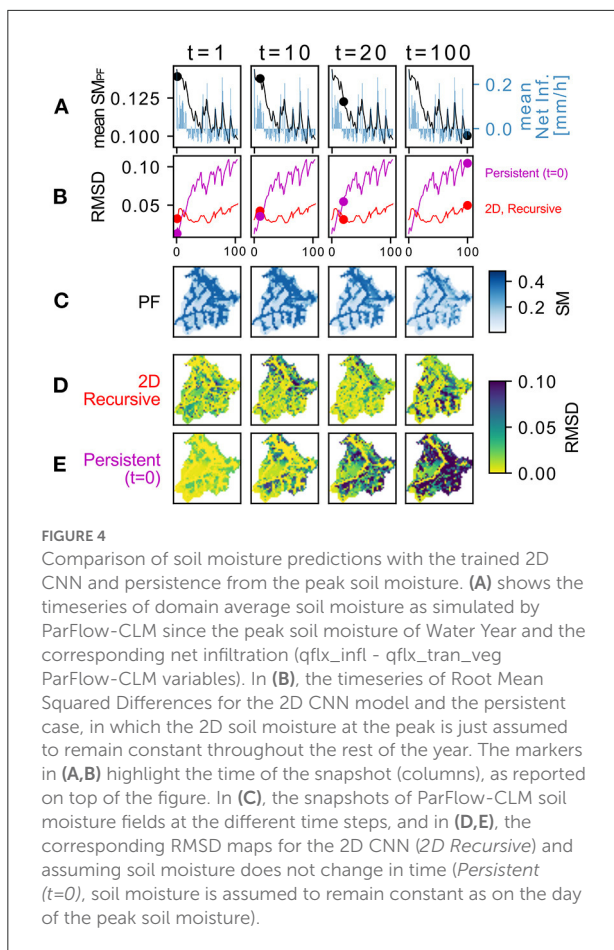 t=1 t=10 t=20 t=100
A
mean SMPF
0.125
0.100
0.2
0.0
mean
Net Inf.
[mm/h]
B
RMSD
0.10
0.05
Persistent (t=0)
2D, Recursive
0 100 0 100 0 100 0 100
C PF
0.4
0.2
SM
D 2D
Recursive
E Persistent
(t=0)
0.10
0.05
0.00
RMSD
FIGURE 4
Comparison of soil moisture predictions with the trained 2D
CNN and persistence from the peak soil moisture. (A) shows the
timeseries of domain average soil moisture as simulated by
ParFlow-CLM since the peak soil moisture of Water Year and the
corresponding net infiltration (qflx_infl - qflx_tran_veg
ParFlow-CLM variables). In (B), the timeseries of Root Mean
Squared Differences for the 2D CNN model and the persistent
case, in which the 2D soil moisture at the peak is just assumed
to remain constant throughout the rest of the year. The markers
in (A,B) highlight the time of the snapshot (columns), as reported
on top of the figure. In (C), the snapshots of ParFlow-CLM soil
moisture fields at the different time steps, and in (D,E), the
corresponding RMSD maps for the 2D CNN (2D Recursive) and
assuming soil moisture does not change in time (Persistent
(t=0), soil moisture is assumed to remain constant as on the day
of the peak soil moisture).